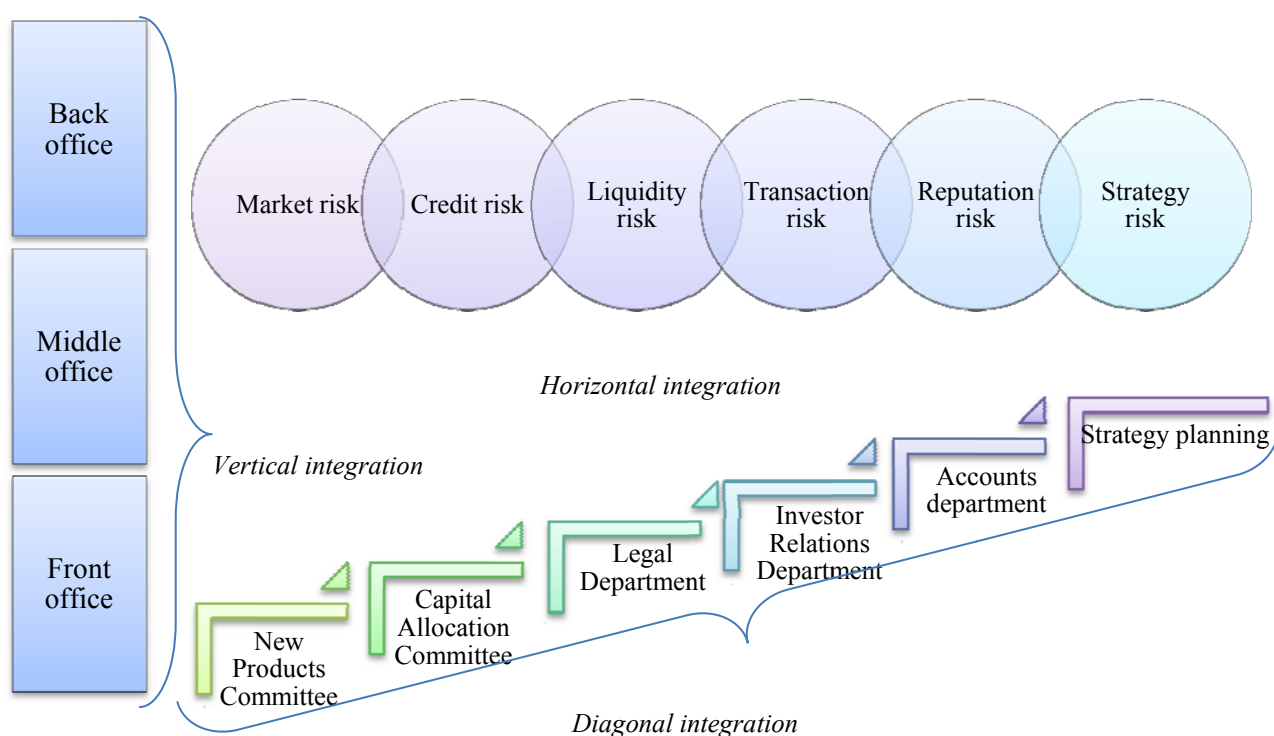 Back
office
Middle
office
Front
office
Market risk
Credit risk
Liquidity
risk
Transaction
risk
Reputation
risk
Strategy
risk
Horizontal integration
Vertical integration
New
Products
Committee
Capital
Allocation
Committee
Legal
Department
Investor
Relations
Department
Accounts
department
Strategy planning
Diagonal integration